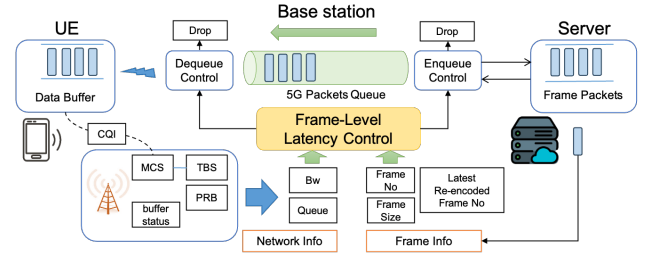 UE
Base station
Server
Drop
Drop
Dequeue
Control
Enqueue
Control
Data Buffer
5G Packets Queue
Frame Packets
Frame-Level
Latency Control
CQI
MCS
TBS
PRB
buffer
status
Bw
Queue
Frame
No
Frame
Size
Latest
Re-encoded
Frame No
Network Info
Frame Info